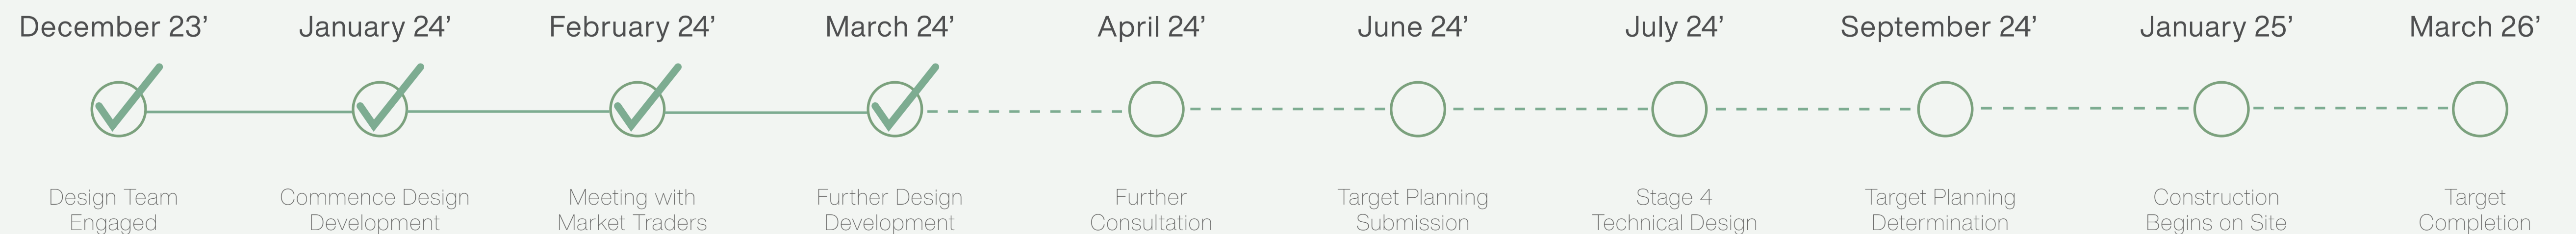 December 23’ January 24’ February 24’ March 24’ April 24’ June 24’ July 24’ September 24’ January 25’ March 26’
Design Team Commence Design Meeting with Further Design Further Target Planning Stage 4 Target Planning Construction Target
Engaged Development Market Traders Development Consultation Submission Technical Design Determination Begins on Site Completion